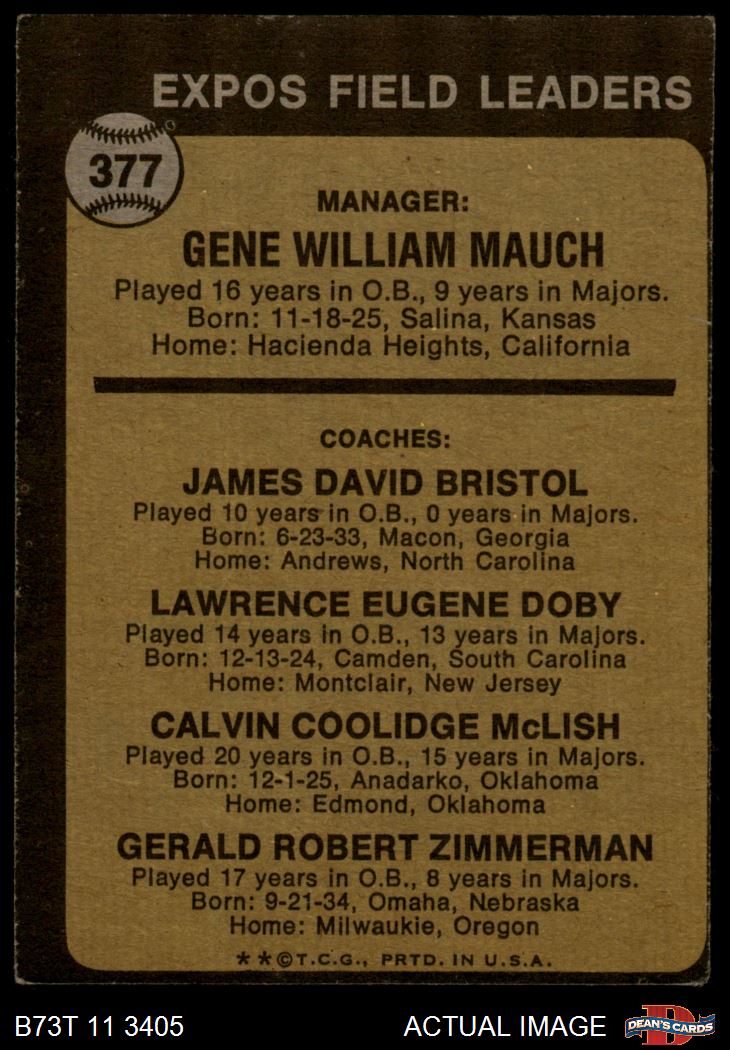 EXPOS FIELD LEADERS
377
MANAGER:
GENE WILLIAM MAUCH
Played 16 years in O.B., 9 years in Majors.
Born: 11-18-25, Salina, Kansas
Home: Hacienda Heights, California
COACHES:
JAMES DAVID BRISTOL
Played 10 years in O.B., 0 years in Majors.
Born: 6-23-33, Macon, Georgia
Home: Andrews, North Carolina
LAWRENCE EUGENE DOBY
Played 14 years in O.B., 13 years in Majors.
Born: 12-13-24, Camden, South Carolina
Home: Montclair, New Jersey
CALVIN COOLIDGE McLISH
Played 20 years in O.B., 15 years in Majors.
Born: 12-1-25, Anadarko, Oklahoma
Home: Edmond, Oklahoma
GERALD ROBERT ZIMMERMAN
Played 17 years in O.B., 8 years in Majors.
Born: 9-21-34, Omaha, Nebraska
Home: Milwaukie, Oregon
**©T.C.G., PRTD. IN U.S.A.
B73T 11 3405 ACTUAL IMAGE
D
DEAN'S CARDS